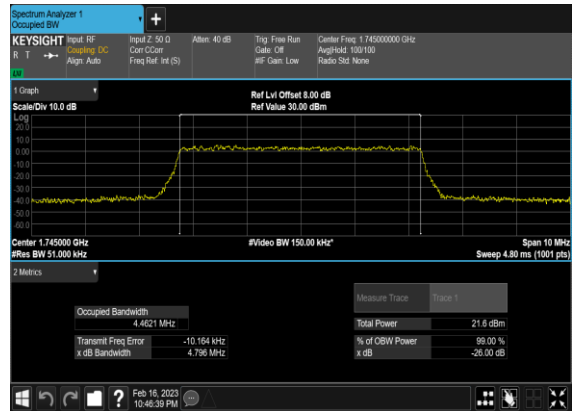 Spectrum Analyzer 1
Occupied BW
+
KEYSIGHT Input: RF Input Z: 50 Ω Atten: 40 dB Trig: Free Run Center Freq: 1.745000000 GHz
R T Coupling: DC Corr CCorr Gate: Off Avg|Hold: 100/100
Align: Auto Freq Ref: Int (S) #IF Gain: Low Radio Std: None
1 Graph
Ref Lvl Offset 8.00 dB
Scale/Div 10.0 dB Ref Value 30.00 dBm
Log
20.0
10.0
0.00
-10.0
-20.0
-30.0
-40.0
-50.0
-60.0
Center 1.745000 GHz #Video BW 150.00 kHz* Span 10 MHz
#Res BW 51.000 kHz Sweep 4.80 ms (1001 pts)
2 Metrics
Measure Trace Trace 1
Occupied Bandwidth
4.4621 MHz Total Power 21.6 dBm
Transmit Freq Error -10.164 kHz % of OBW Power 99.00 %
x dB Bandwidth 4.796 MHz x dB -26.00 dB
? Feb 16, 2023
10:46:39 PM